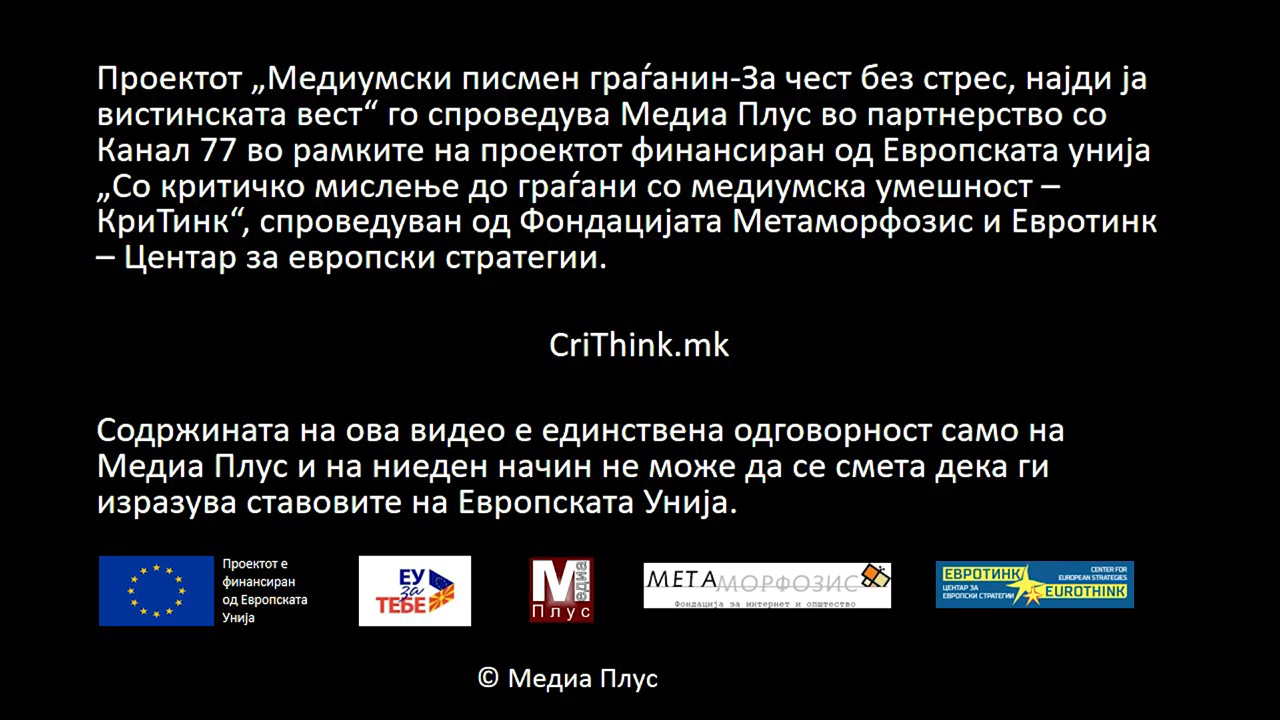 Проектот „Медиумски писмен граѓанин-За чест без стрес, најди ја
вистинската вест“ го спроведува Медиа Плус во партнерство со
Канал 77 во рамките на проектот финансиран од Европската унија
„Со критичко мислење до граѓани со медиумска умешност –
КриТинк“, спроведуван од Фондацијата Метаморфозис и Евротинк
– Центар за европски стратегии.
CriThink.mk
Содржината на ова видео е единствена одговорност само на
Медиа Плус и на ниеден начин не може да се смета дека ги
изразува ставовите на Европската Унија.
Проектот е
финансиран
од Европската
Унија
ЕУ
за
ТЕБЕ
М
едиа
Плус
МЕТАМОРФОЗИС
Фондација за интернет и општество
ЕВРОТИНК
ЦЕНТАР ЗА
ЕВРОПСКИ СТРАТЕГИИ
CENTER FOR
EUROPEAN STRATEGIES
EUROTHINK
© Медиа Плус